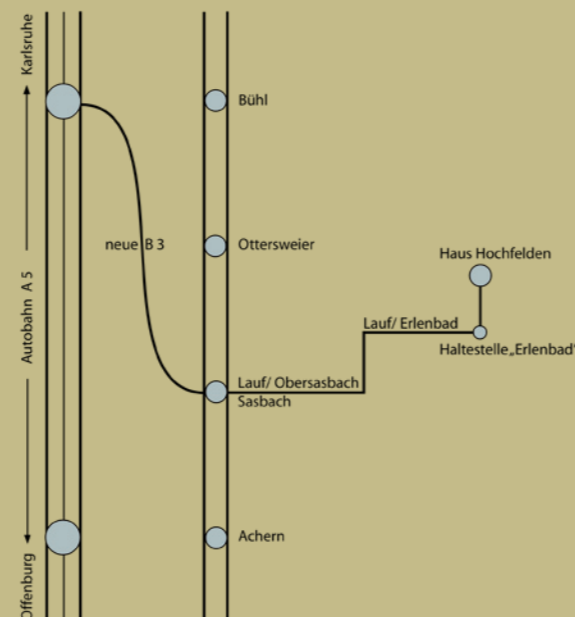 Karlsruhe
Autobahn A 5
Offenburg
neue B 3
Bühl
Ottersweier
Haus Hochfelden
Lauf/ Erlenbad
Haltestelle„Erlenbad"
Lauf/ Obersasbach
Sasbach
Achern